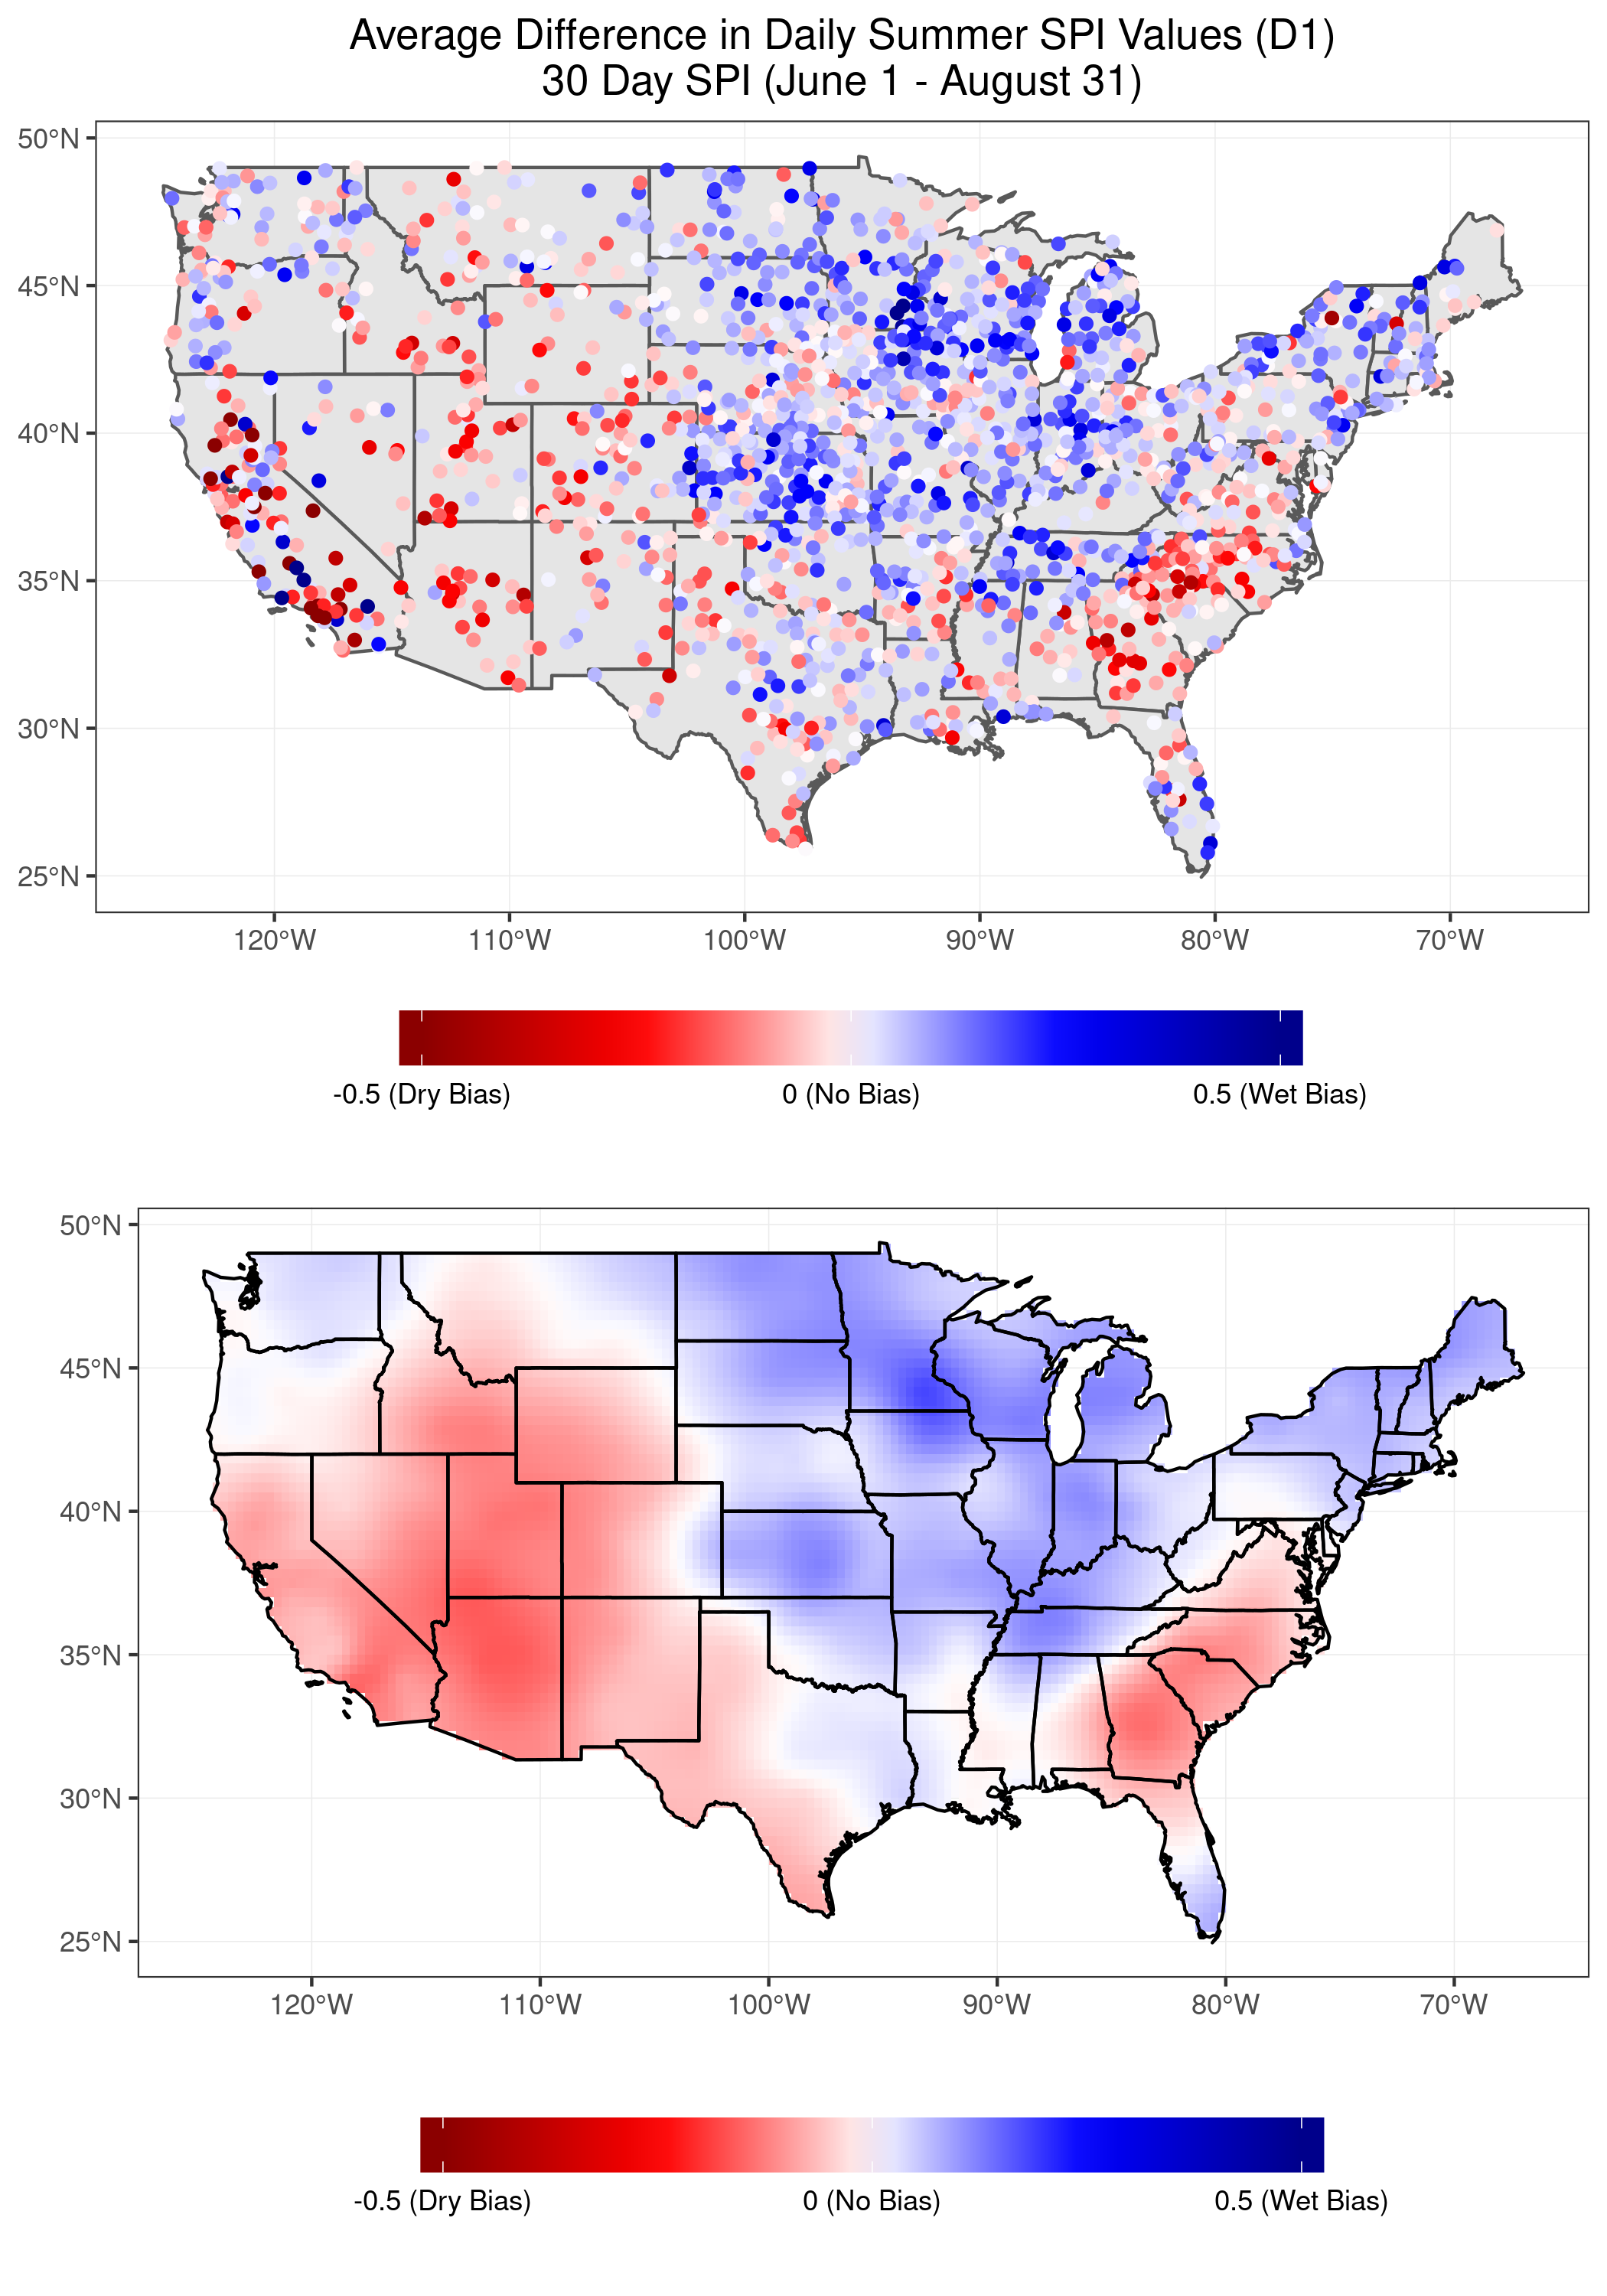 Average Difference in Daily Summer SPI Values (D1)
30 Day SPI (June 1 - August 31)
50°N
45°N
40°N
35°N
30°N
25°N
120°W 110°W 100°W 90°W 80°W 70°W
-0.5 (Dry Bias) 0 (No Bias) 0.5 (Wet Bias)
50°N
45°N
40°N
35°N
30°N
25°N
120°W 110°W 100°W 90°W 80°W 70°W
-0.5 (Dry Bias) 0 (No Bias) 0.5 (Wet Bias)